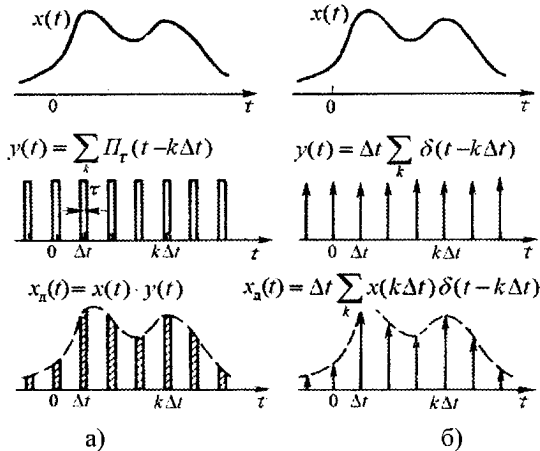 x(t)
0
t
x(t)
0
t
y(t) = ∑ₖ Π_τ (t − kΔt)
τ
0 Δt kΔt t
y(t) = Δt ∑ₖ δ(t − kΔt)
0 Δt kΔt t
x_д(t) = x(t) · y(t)
0 Δt kΔt t
x_д(t) = Δt ∑ₖ x(kΔt) δ(t − kΔt)
0 Δt kΔt t
а)
б)